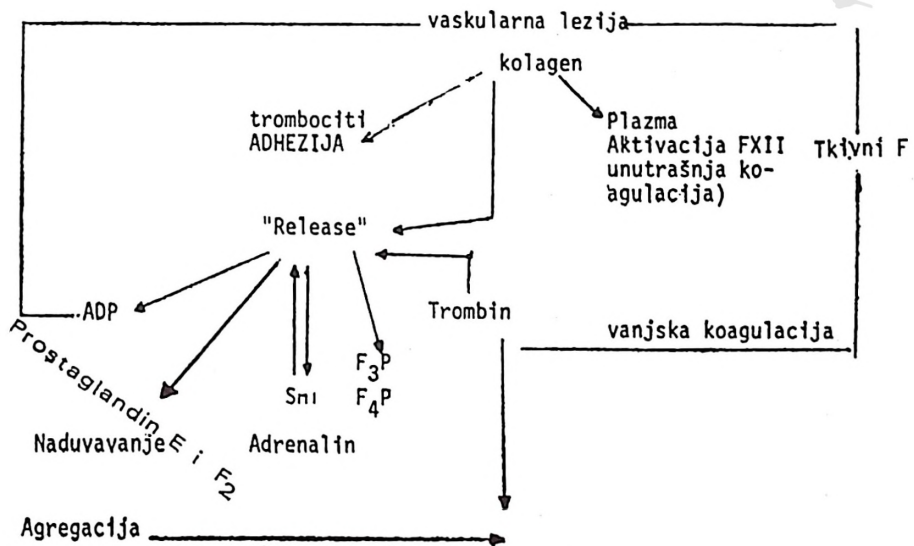 vaskularna lezija
kolagen
trombociti
ADHEZIJA
Plazma
Aktivacija FXII
unutrašnja ko-
agulacija)
Tkivni F
"Release"
ADP
Trombin
vanjska koagulacija
Prostaglandin E i F2
F3P
F4P
Naduvavanje
Adrenalin
Agregacija